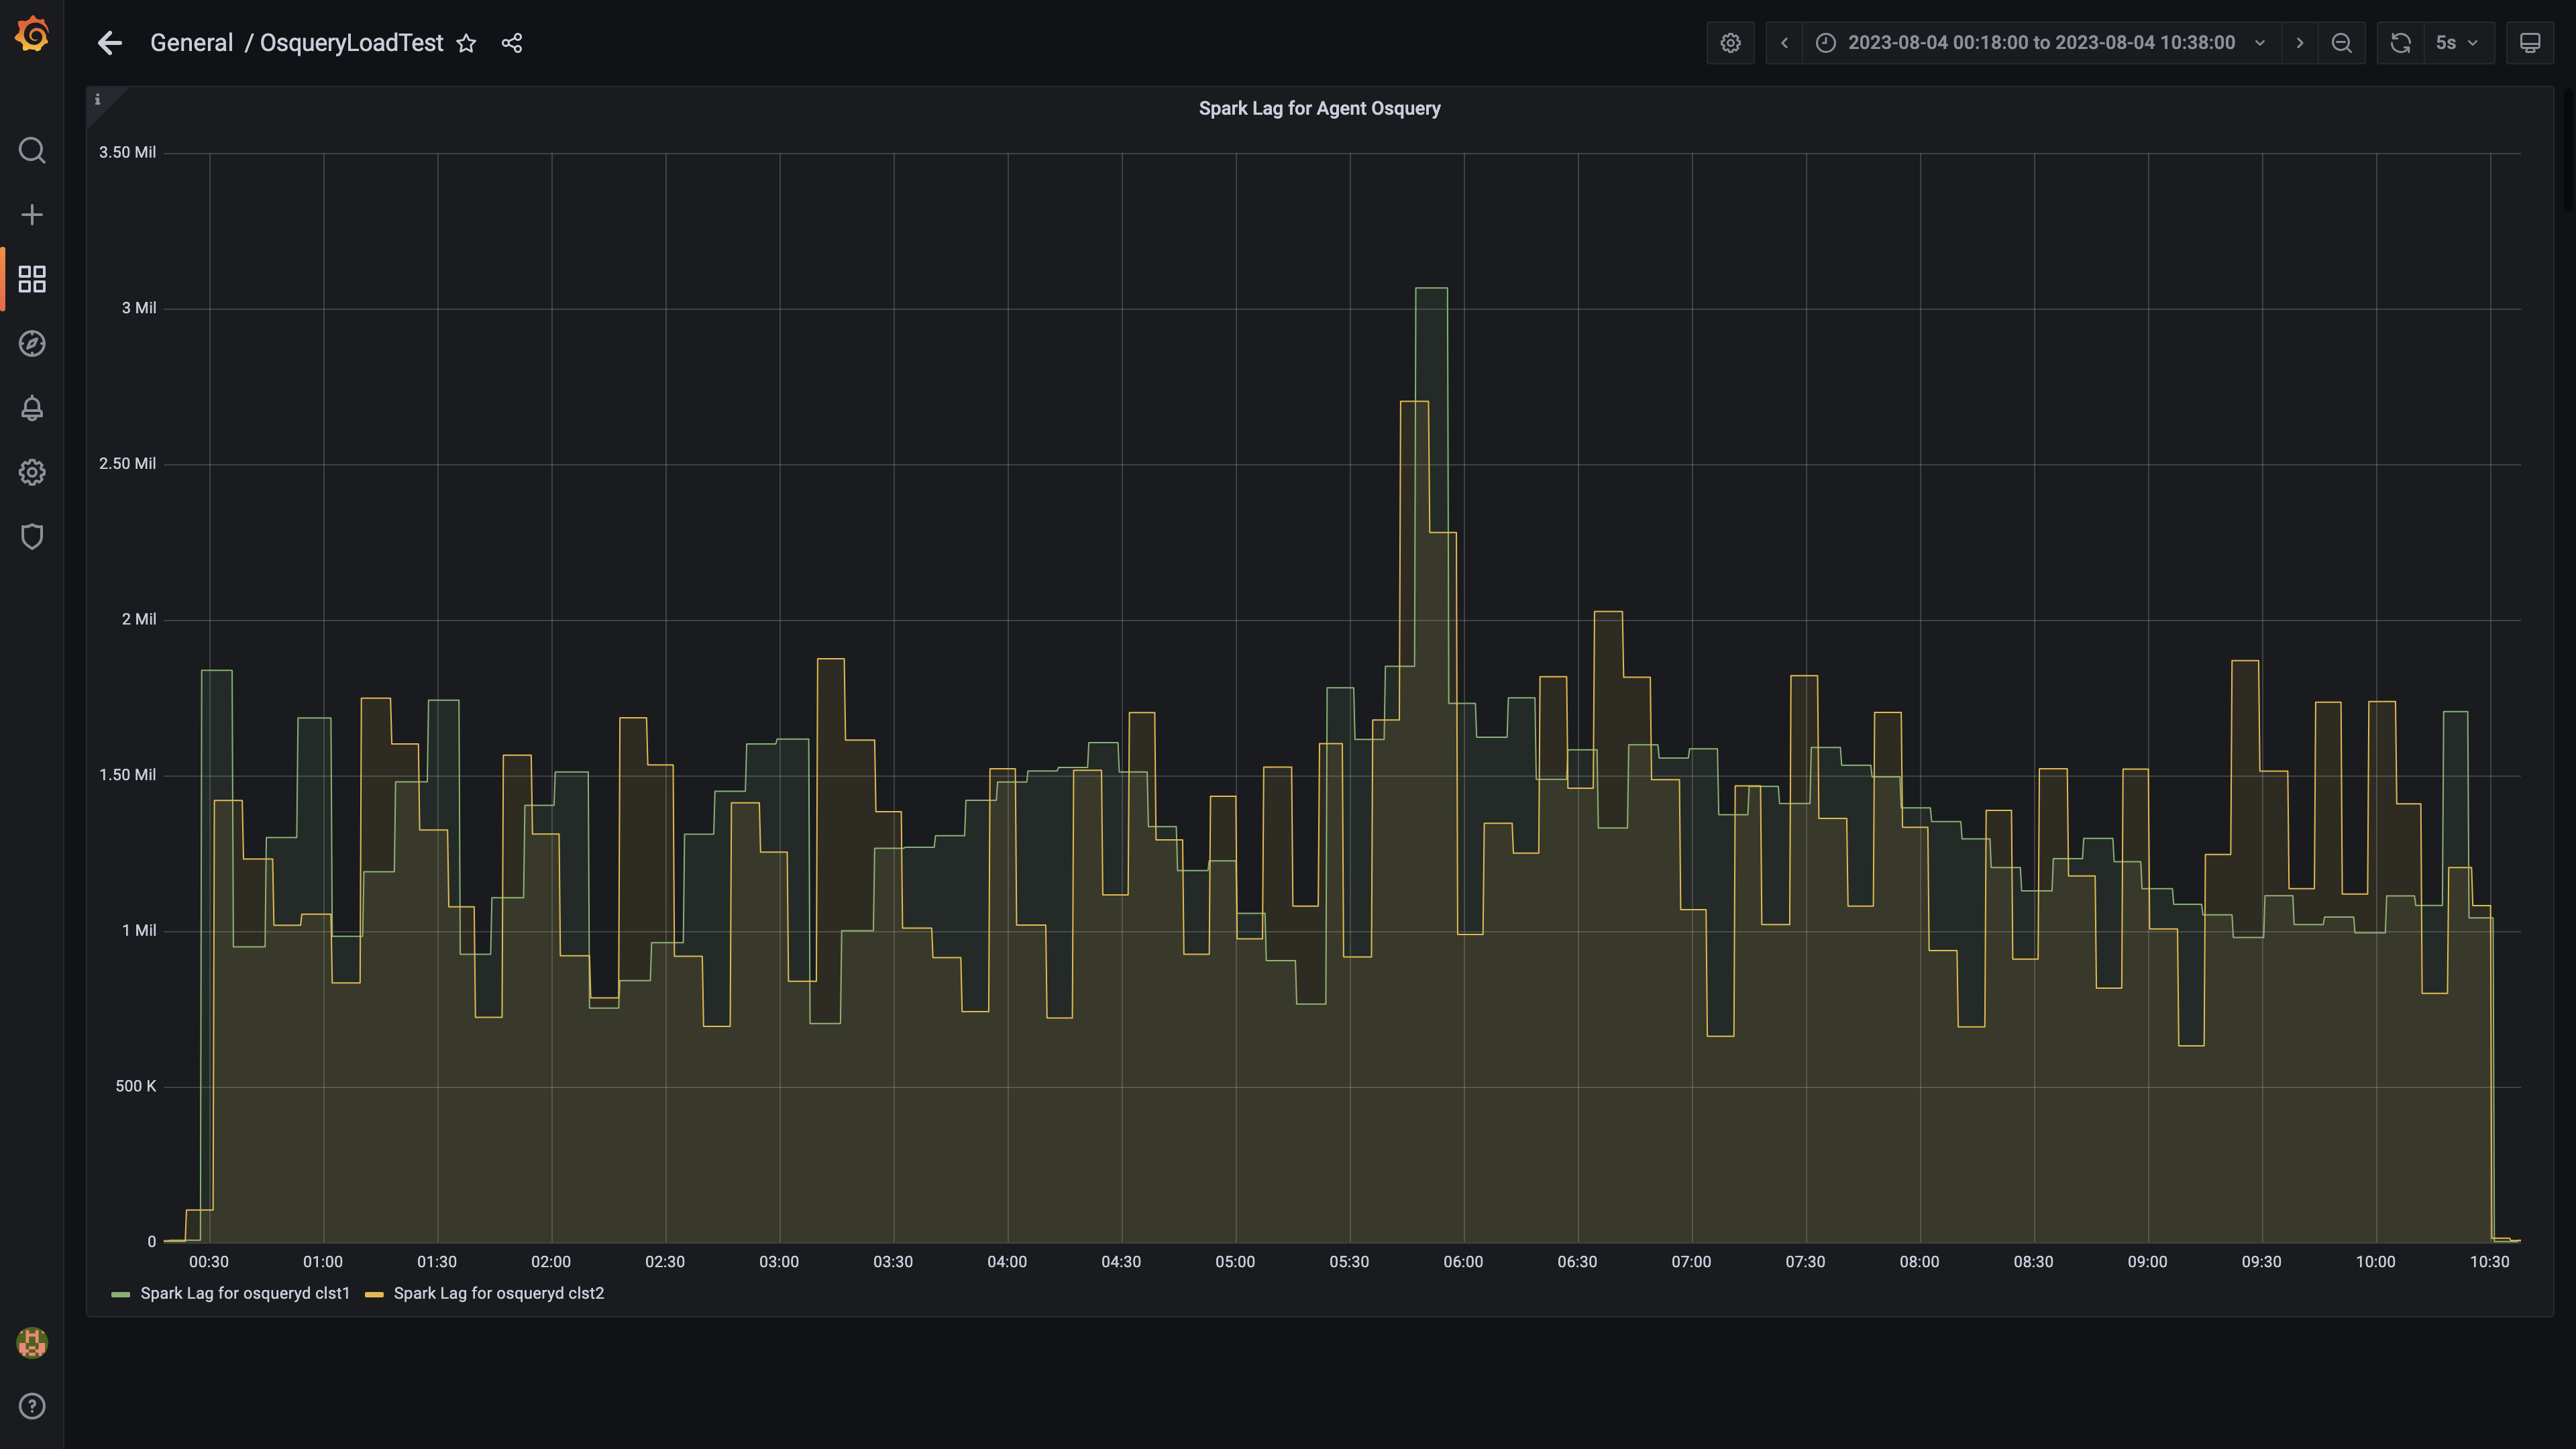 General / OsqueryLoadTest
2023-08-04 00:18:00 to 2023-08-04 10:38:00
5s
i
Spark Lag for Agent Osquery
3.50 Mil
3 Mil
2.50 Mil
2 Mil
1.50 Mil
1 Mil
500 K
0
00:30 01:00 01:30 02:00 02:30 03:00 03:30 04:00 04:30 05:00 05:30 06:00 06:30 07:00 07:30 08:00 08:30 09:00 09:30 10:00 10:30
Spark Lag for osqueryd clst1 Spark Lag for osqueryd clst2